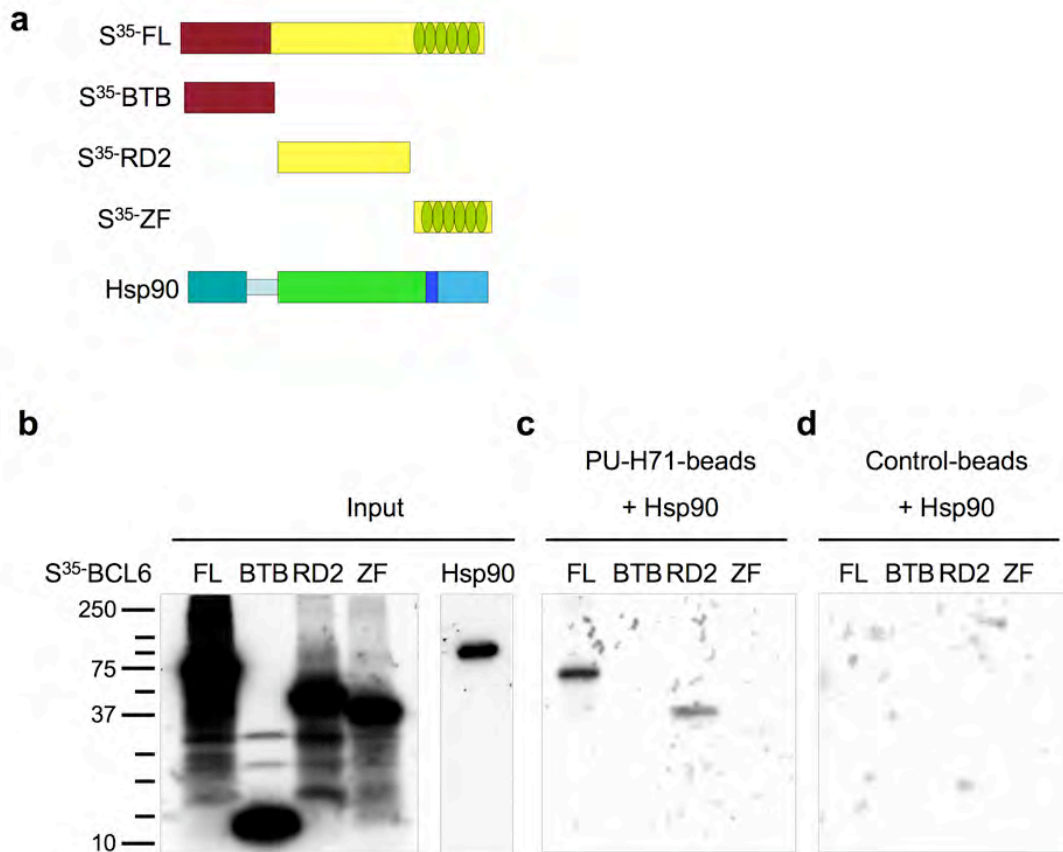 a
S³⁵-FL
S³⁵-BTB
S³⁵-RD2
S³⁵-ZF
Hsp90
b
c
d
PU-H71-beads
+ Hsp90
Control-beads
+ Hsp90
Input
S³⁵-BCL6
FL BTB RD2 ZF
Hsp90
FL BTB RD2 ZF
FL BTB RD2 ZF
250
75
37
10